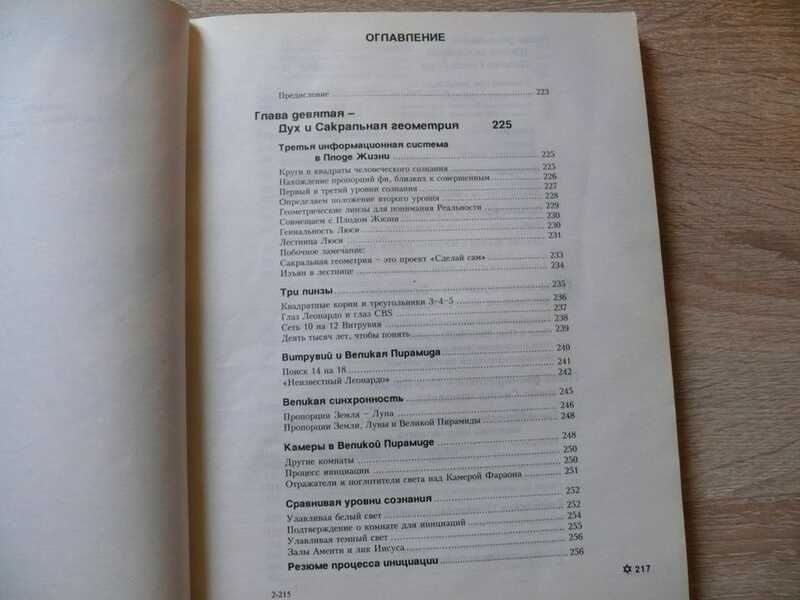 ОГЛАВЛЕНИЕ
Предисловие 223
Глава девятая –
Дух и Сакральная геометрия 225
Третья информационная система
в Плоде Жизни 225
Круги и квадраты человеческого сознания 225
Нахождение пропорций фи, близких к совершенным 226
Первый и третий уровни сознания 227
Определяем положение второго уровня 228
Геометрические линзы для понимания Реальности 229
Совмещаем с Плодом Жизни 230
Гениальность Люси 230
Лестница Люси 231
Побочное замечание:
Сакральная геометрия – это проект «Сделай сам» 233
Изъян в лестнице 234
Три линзы 235
Квадратные корни и треугольники 3-4-5 236
Глаз Леонардо и глаз CBS 237
Сеть 10 на 12 Витрувия 238
Десять тысяч лет, чтобы понять 239
Витрувий и Великая Пирамида 240
Поиск 14 на 18 241
«Неизвестный Леонардо» 242
Великая синхронность 245
Пропорции Земля – Луна 246
Пропорции Земли, Луны и Великой Пирамиды 248
Камеры в Великой Пирамиде 248
Другие комнаты 250
Процесс инициации 250
Отражатели и поглотители света над Камерой Фараона 251
Сравнивая уровни сознания 252
Улавливая белый свет 252
Подтверждение о комнате для инициаций 254
Улавливая темный свет 255
Залы Аменти и лик Иисуса 256
Резюме процесса инициации 256
✡ 217
2-215